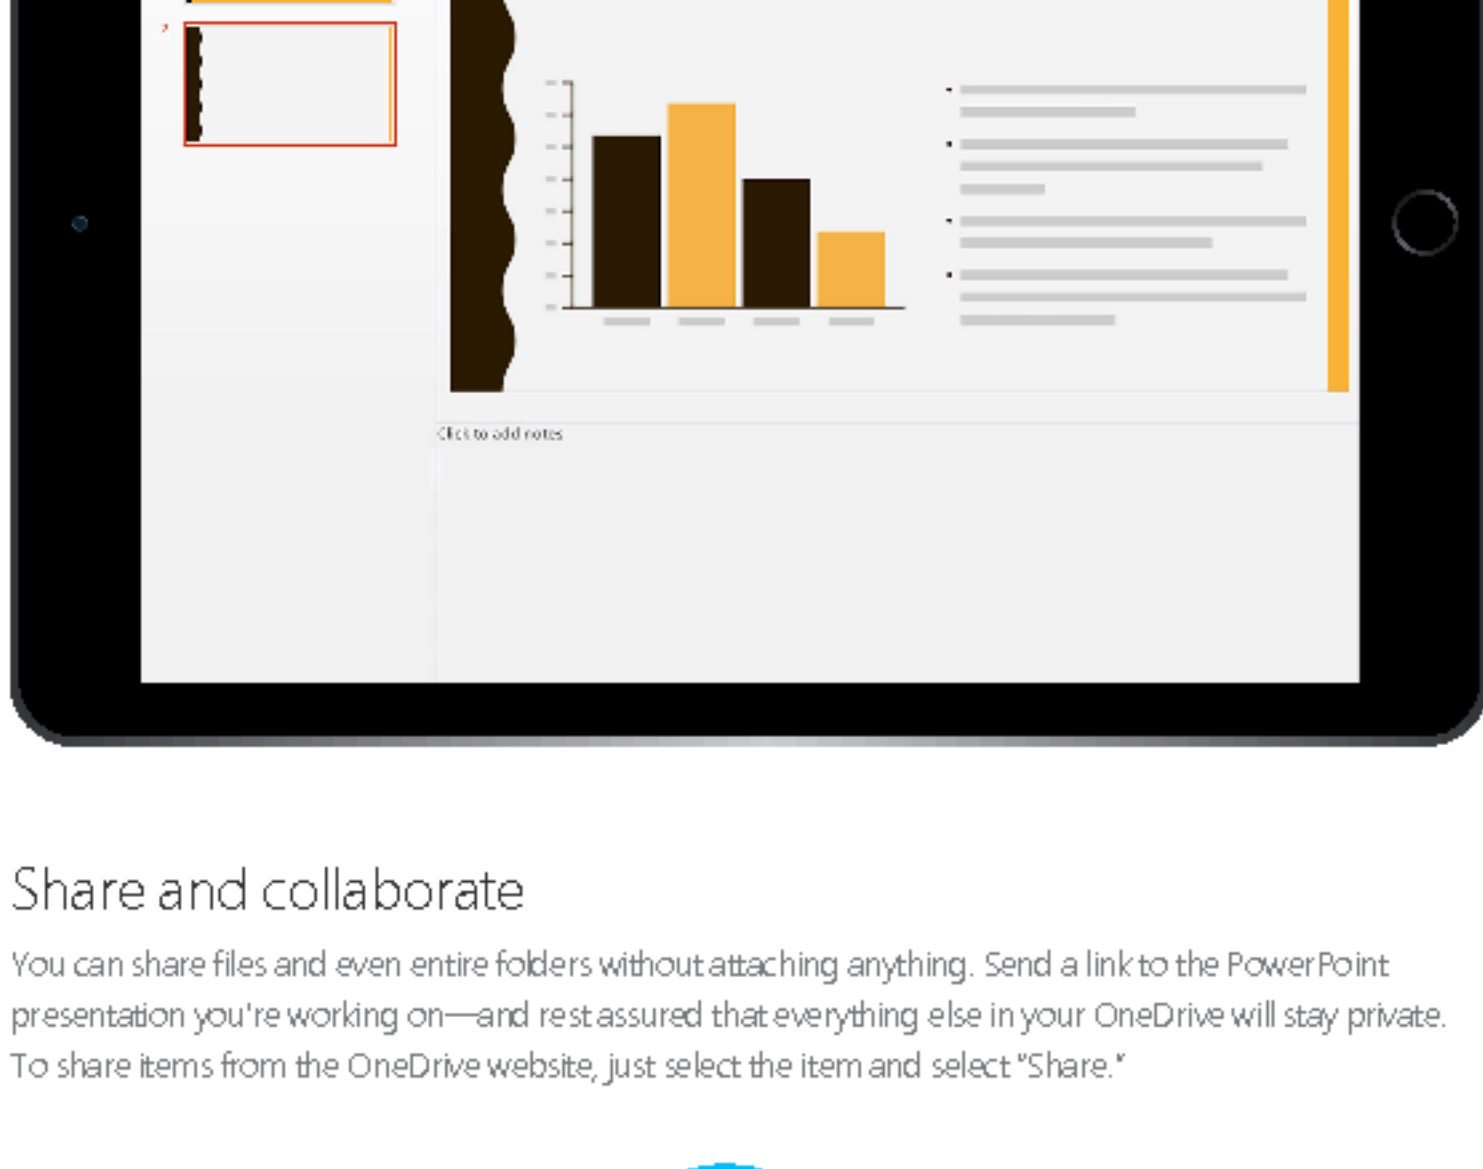 2
Click to add notes
Share and collaborate
You can share files and even entire folders without attaching anything. Send a link to the PowerPoint
presentation you're working on—and rest assured that everything else in your OneDrive will stay private.
To share items from the OneDrive website, just select the item and select "Share."